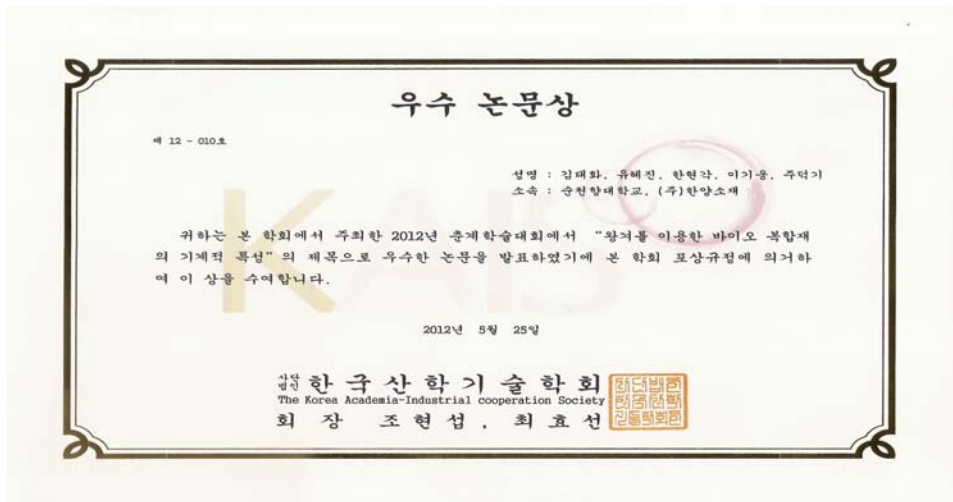 우수 논문상
제 12 - 010호
성명 : 김태화, 유혜진, 한현각, 이기웅, 주덕기
소속 : 순천향대학교, (주)한양소재
귀하는 본 학회에서 주최한 2012년 춘계학술대회에서 "왕겨를 이용한 바이오 복합재
의 기계적 특성" 의 제목으로 우수한 논문을 발표하였기에 본 학회 포상규정에 의거하
여 이 상을 수여합니다.
2012년 5월 25일
사단
법인 한국산학기술학회
The Korea Academia-Industrial cooperation Society
회 장 조현섭, 최효선
KAIS